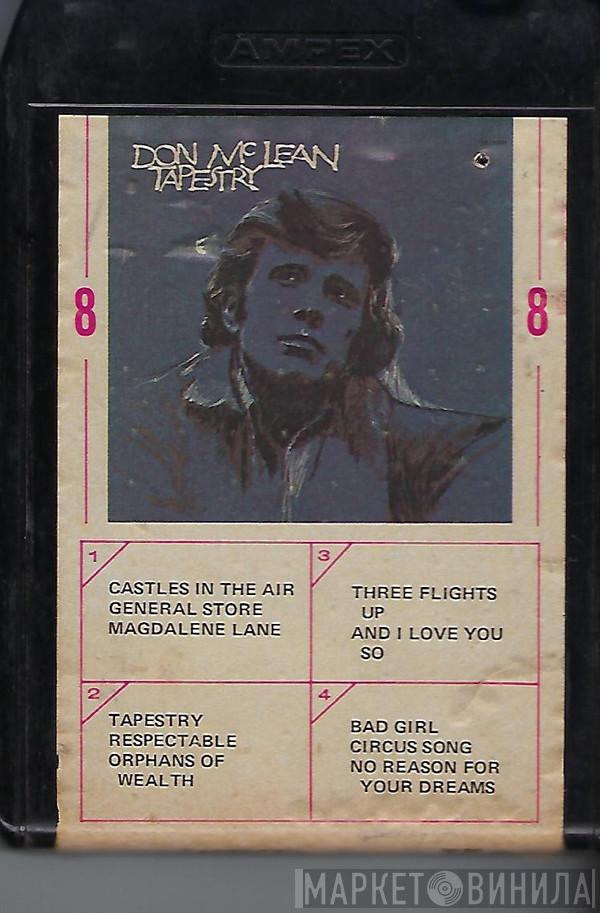 AMPEX
DON McLEAN
TAPESTRY
8
8
1
CASTLES IN THE AIR
GENERAL STORE
MAGDALENE LANE
2
TAPESTRY
RESPECTABLE
ORPHANS OF
WEALTH
3
THREE FLIGHTS
UP
AND I LOVE YOU
SO
4
BAD GIRL
CIRCUS SONG
NO REASON FOR
YOUR DREAMS
МАРКЕТ ВИНИЛА